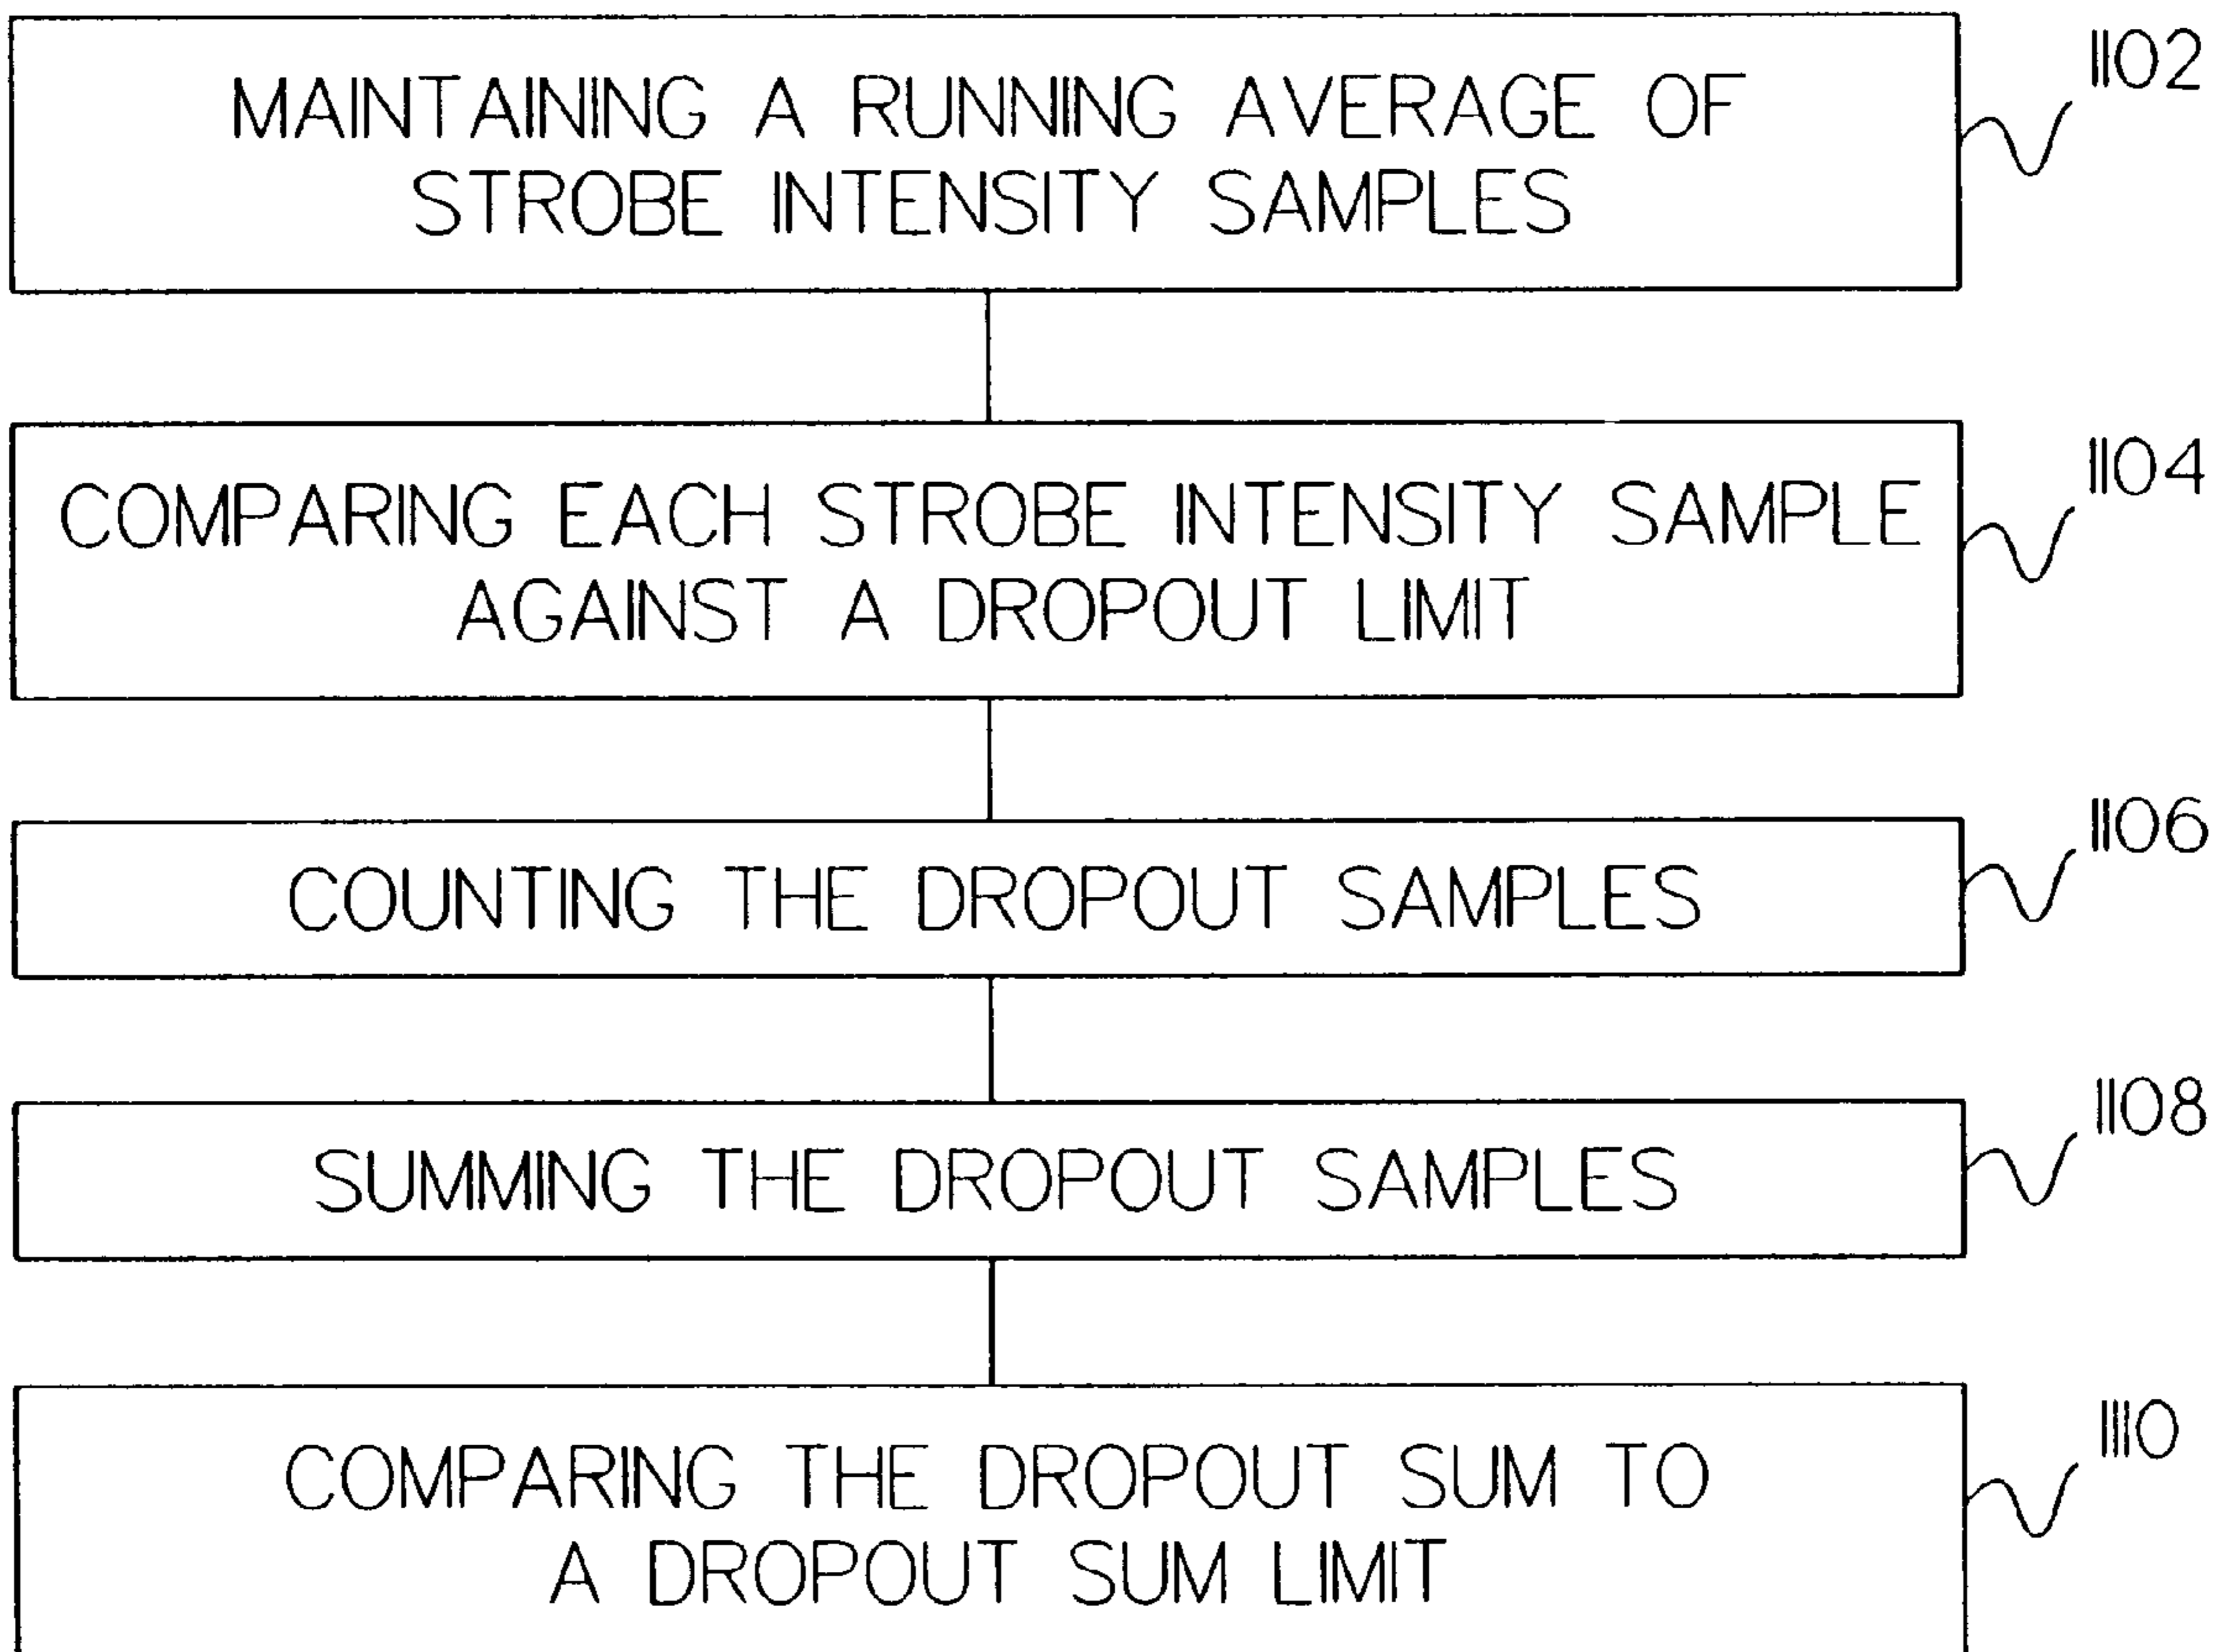 MAINTAINING A RUNNING AVERAGE OF
STROBE INTENSITY SAMPLES
1102
COMPARING EACH STROBE INTENSITY SAMPLE
AGAINST A DROPOUT LIMIT
1104
COUNTING THE DROPOUT SAMPLES
1106
SUMMING THE DROPOUT SAMPLES
1108
COMPARING THE DROPOUT SUM TO
A DROPOUT SUM LIMIT
1110